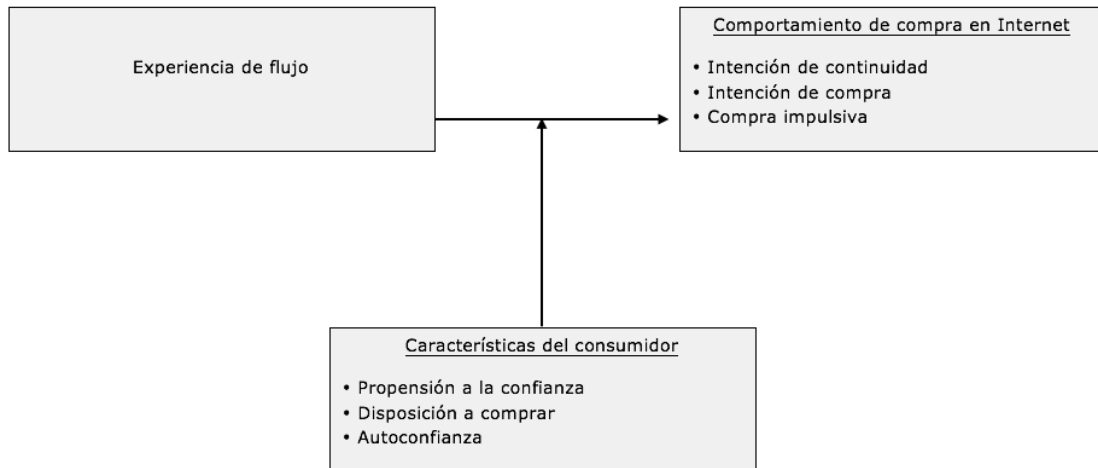 Experiencia de flujo
Comportamiento de compra en Internet
• Intención de continuidad
• Intención de compra
• Compra impulsiva
Características del consumidor
• Propensión a la confianza
• Disposición a comprar
• Autoconfianza